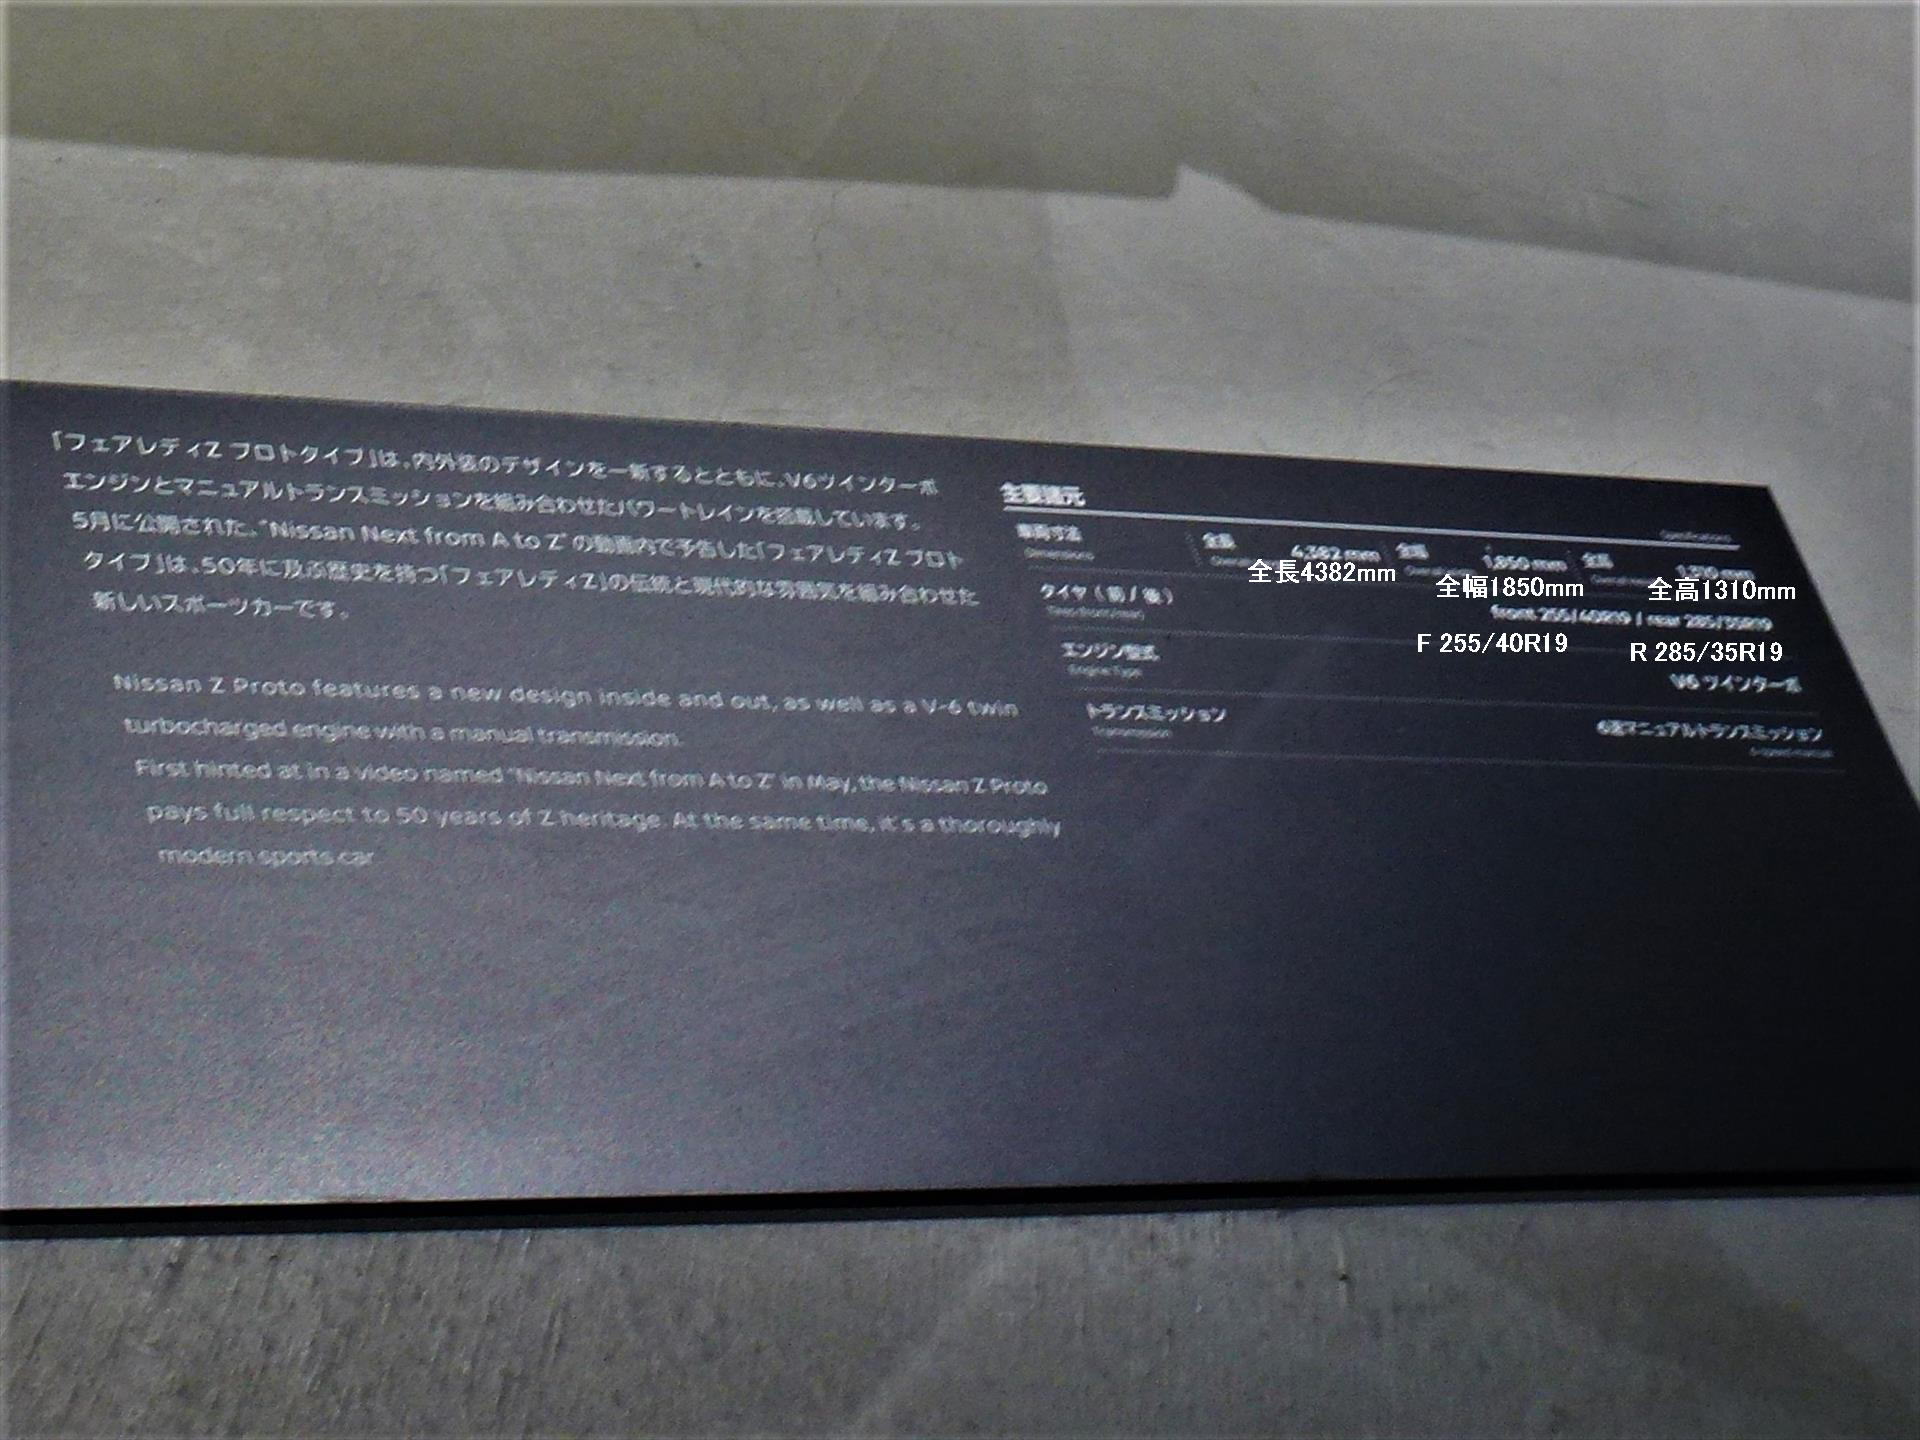 「フェアレディZ プロトタイプ」は、内外装のデザインを一新するとともに、V6ツインターボ
エンジンとマニュアルトランスミッションを組み合わせたパワートレインを搭載しています。
5月に公開された、"Nissan Next from A to Z"の動画内で予告した「フェアレディZ プロト
タイプ」は、50年に及ぶ歴史を持つ「フェアレディZ」の伝統と現代的な雰囲気を組み合わせた
新しいスポーツカーです。
Nissan Z Proto features a new design inside and out, as well as a V-6 twin
turbocharged engine with a manual transmission.
First hinted at in a video named "Nissan Next from A to Z" in May, the Nissan Z Proto
pays full respect to 50 years of Z heritage. At the same time, it's a thoroughly
modern sports car
主要諸元
Specifications
車両寸法 全長 4,382 mm 全幅 1,850 mm 全高 1,310 mm
Dimensions
全長4382mm 全幅1850mm 全高1310mm
タイヤ（前 / 後） front 255/40R19 / rear 285/35R19
F 255/40R19 R 285/35R19
エンジン型式 V6 ツインターボ
Engine Type
トランスミッション 6速マニュアルトランスミッション
Transmission 6-speed manual